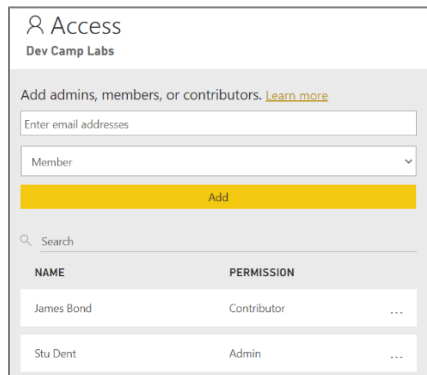 Access
Dev Camp Labs
Add admins, members, or contributors. Learn more
Enter email addresses
Member
Add
Search
NAME PERMISSION
James Bond Contributor ...
Stu Dent Admin ...